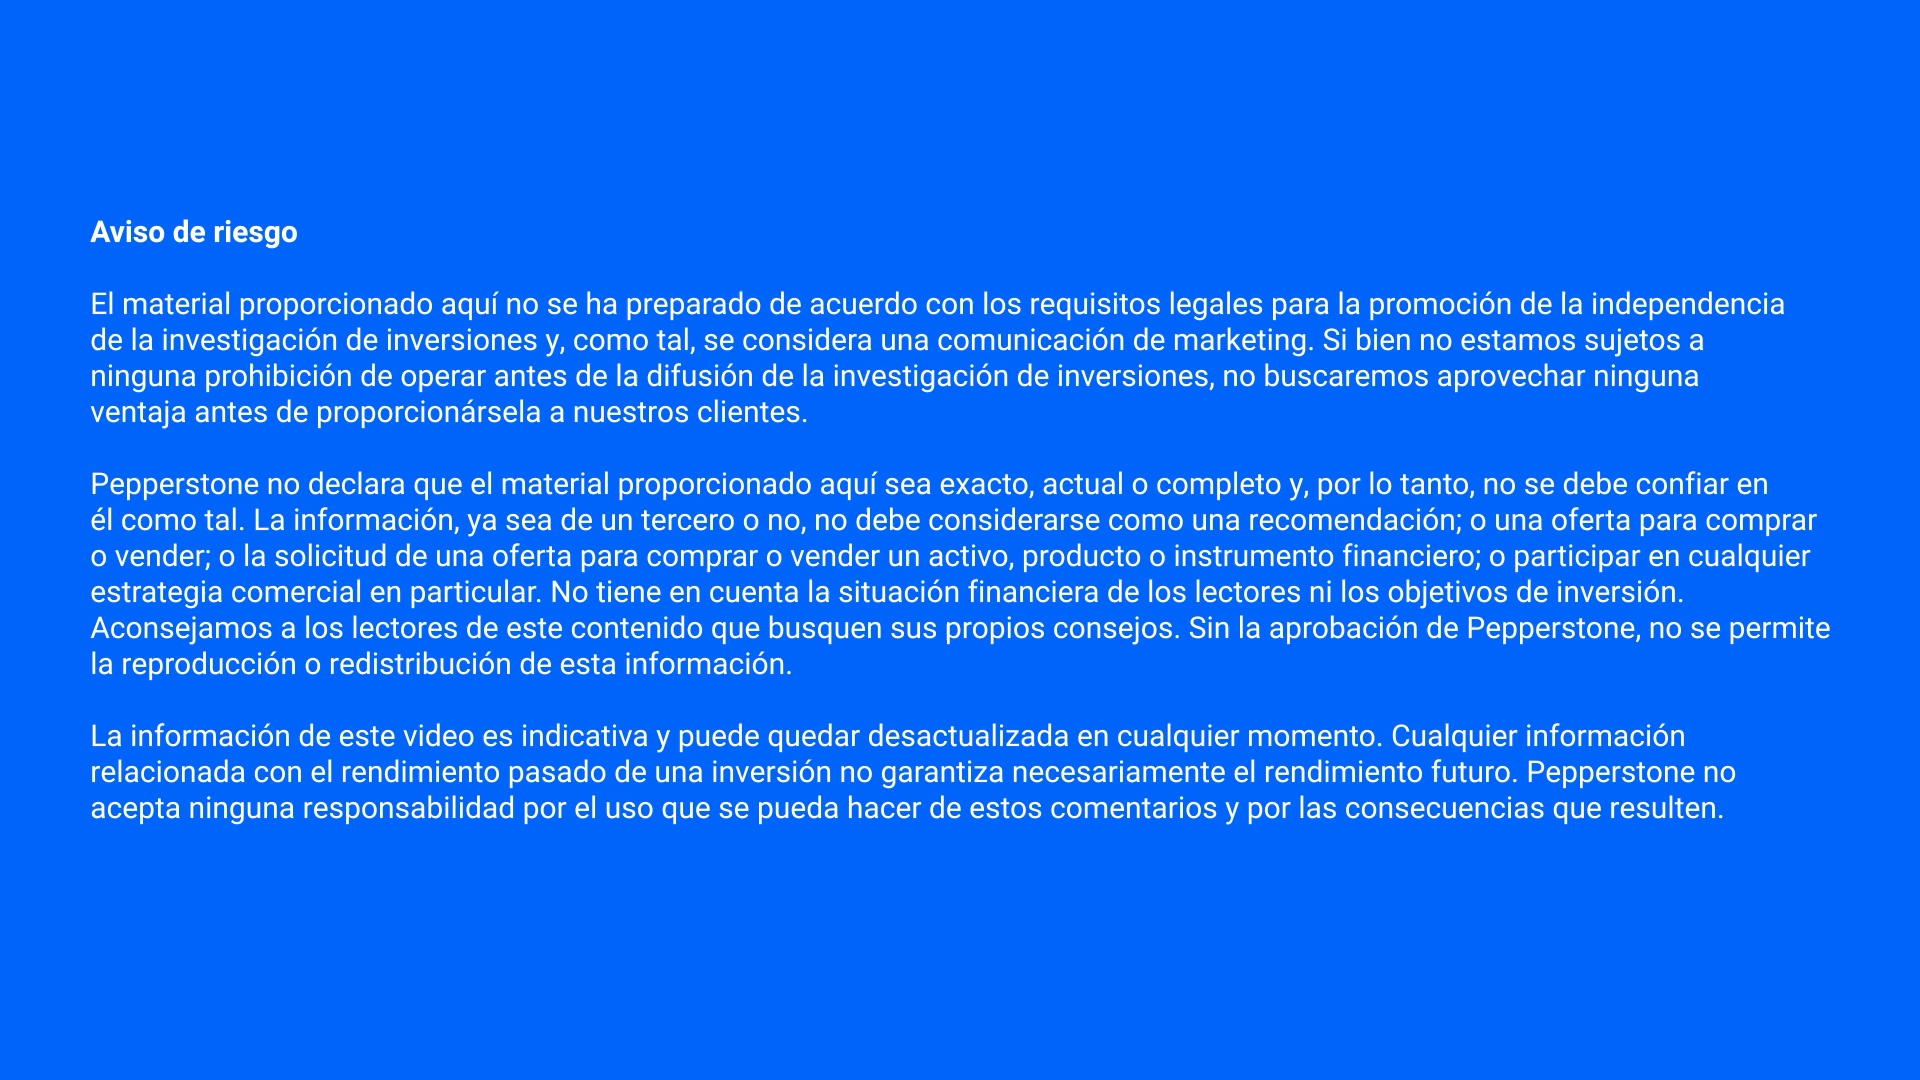 Aviso de riesgo
El material proporcionado aquí no se ha preparado de acuerdo con los requisitos legales para la promoción de la independencia
de la investigación de inversiones y, como tal, se considera una comunicación de marketing. Si bien no estamos sujetos a
ninguna prohibición de operar antes de la difusión de la investigación de inversiones, no buscaremos aprovechar ninguna
ventaja antes de proporcionársela a nuestros clientes.
Pepperstone no declara que el material proporcionado aquí sea exacto, actual o completo y, por lo tanto, no se debe confiar en
él como tal. La información, ya sea de un tercero o no, no debe considerarse como una recomendación; o una oferta para comprar
o vender; o la solicitud de una oferta para comprar o vender un activo, producto o instrumento financiero; o participar en cualquier
estrategia comercial en particular. No tiene en cuenta la situación financiera de los lectores ni los objetivos de inversión.
Aconsejamos a los lectores de este contenido que busquen sus propios consejos. Sin la aprobación de Pepperstone, no se permite
la reproducción o redistribución de esta información.
La información de este video es indicativa y puede quedar desactualizada en cualquier momento. Cualquier información
relacionada con el rendimiento pasado de una inversión no garantiza necesariamente el rendimiento futuro. Pepperstone no
acepta ninguna responsabilidad por el uso que se pueda hacer de estos comentarios y por las consecuencias que resulten.